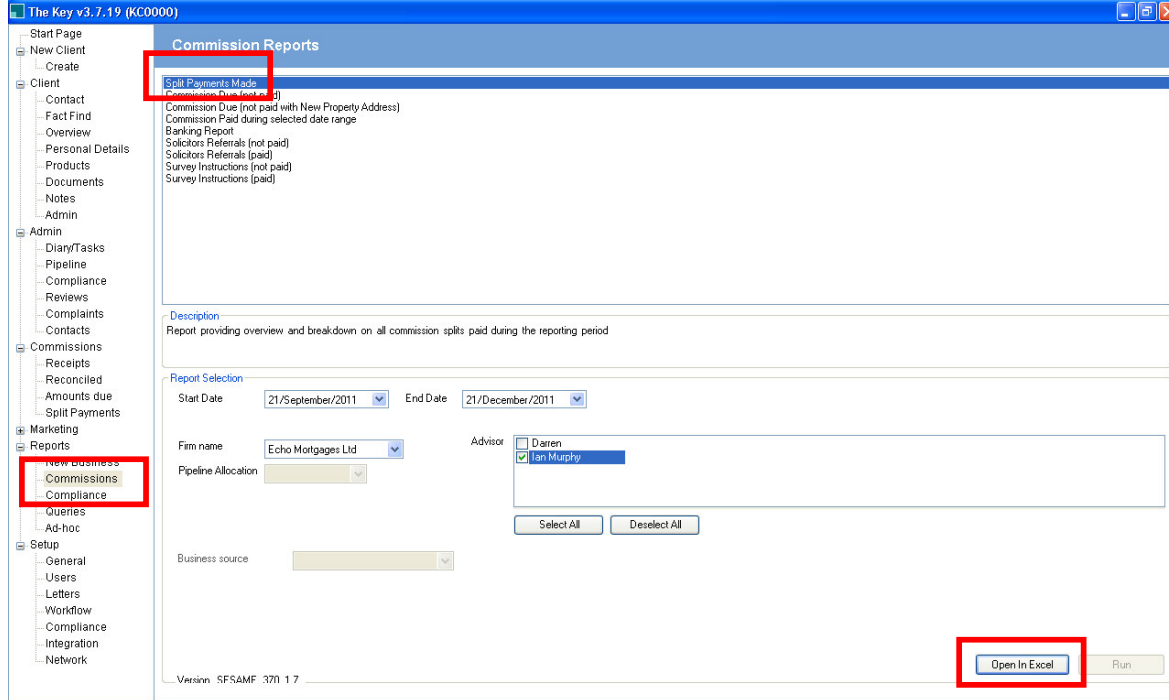 The Key v3.7.19 (KC0000)
Start Page
New Client
Create
Client
Contact
Fact Find
Overview
Personal Details
Products
Documents
Notes
Admin
Admin
Diary/Tasks
Pipeline
Compliance
Reviews
Complaints
Contacts
Commissions
Receipts
Reconciled
Amounts due
Split Payments
Marketing
Reports
New Business
Commissions
Compliance
Queries
Ad-hoc
Setup
General
Users
Letters
Workflow
Compliance
Integration
Network
Commission Reports
Split Payments Made
Commission Due (not paid)
Commission Due (not paid with New Property Address)
Commission Paid during selected date range
Banking Report
Solicitors Referrals (not paid)
Solicitors Referrals (paid)
Survey Instructions (not paid)
Survey Instructions (paid)
Description
Report providing overview and breakdown on all commission splits paid during the reporting period
Report Selection
Start Date 21/September/2011 End Date 21/December/2011
Firm name Echo Mortgages Ltd Advisor Darren
Ian Murphy
Pipeline Allocation
Select All Deselect All
Business source
Open In Excel Run
Version SESAME_370_1.7